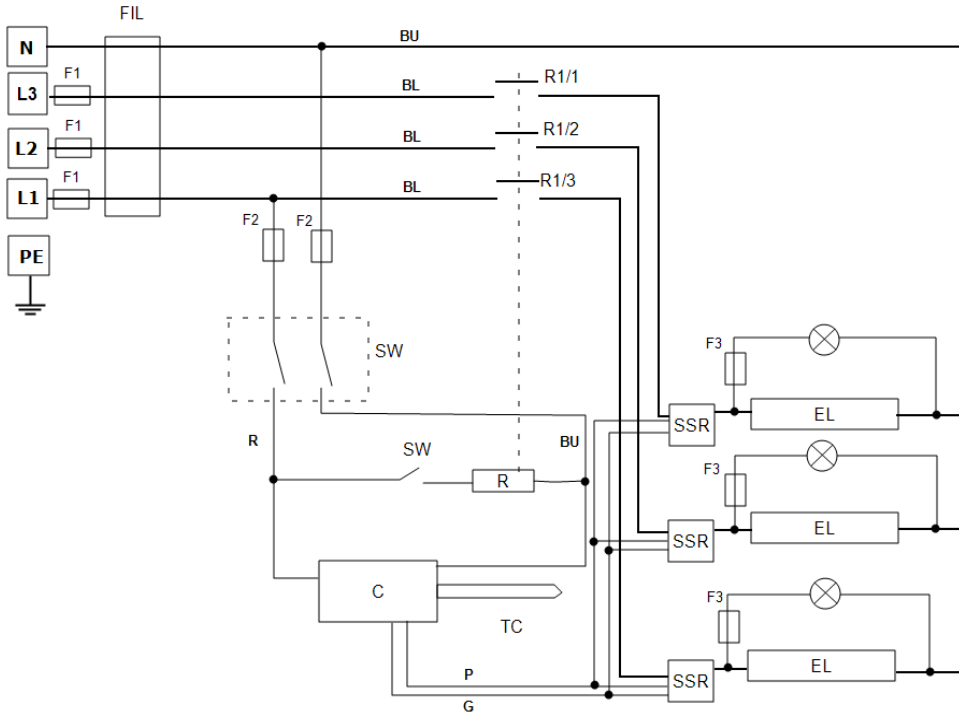 FIL
N
BU
F1
L3
BL
R1/1
F1
L2
BL
R1/2
F1
L1
BL
R1/3
F2
F2
PE
SW
F3
EL
SSR
R
BU
SW
R
F3
EL
SSR
C
TC
F3
EL
SSR
P
G